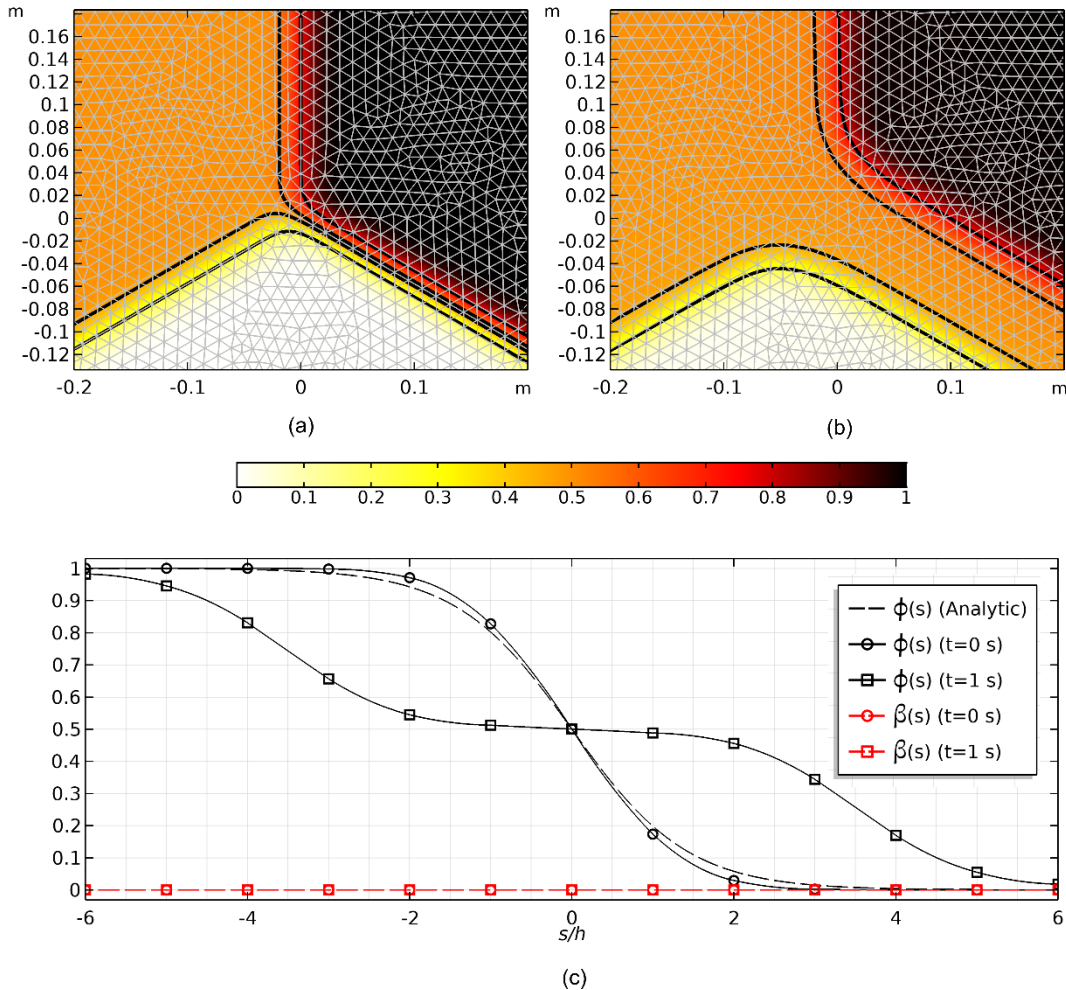 m
0.16
0.14
0.12
0.1
0.08
0.06
0.04
0.02
0
-0.02
-0.04
-0.06
-0.08
-0.1
-0.12
-0.2 -0.1 0 0.1 m
(a)
m
0.16
0.14
0.12
0.1
0.08
0.06
0.04
0.02
0
-0.02
-0.04
-0.06
-0.08
-0.1
-0.12
-0.2 -0.1 0 0.1 m
(b)
0 0.1 0.2 0.3 0.4 0.5 0.6 0.7 0.8 0.9 1
1
0.9
0.8
0.7
0.6
0.5
0.4
0.3
0.2
0.1
0
ϕ(s) (Analytic)
ϕ(s) (t=0 s)
ϕ(s) (t=1 s)
β(s) (t=0 s)
β(s) (t=1 s)
-6 -4 -2 0 2 4 6
s/h
(c)